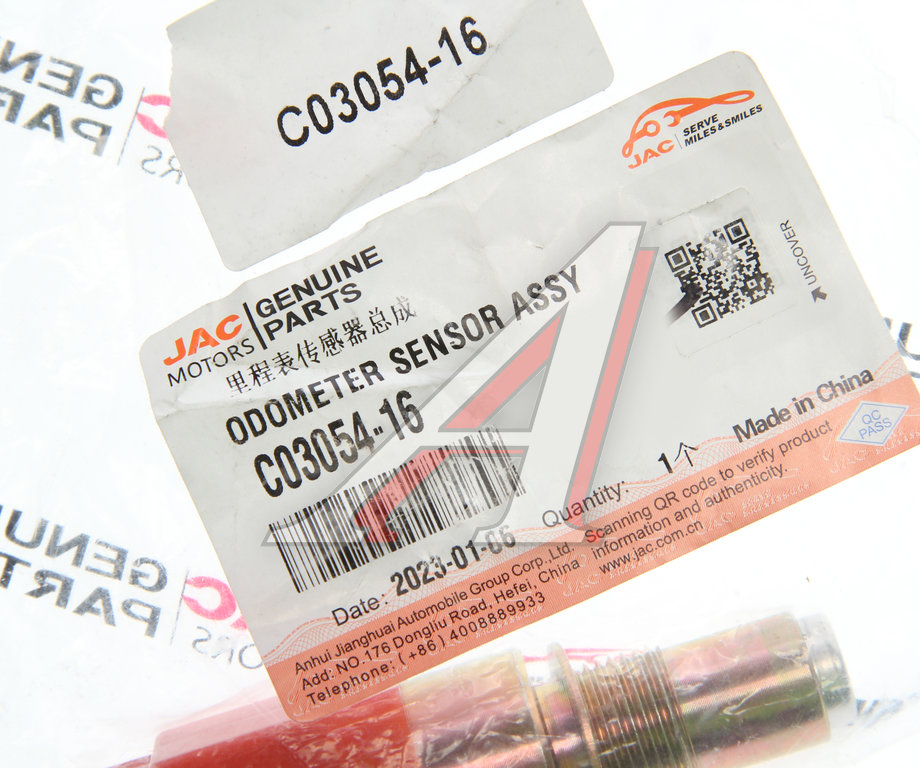 C03054-16
JAC
SERVE
MILES&SMILES
JAC
MOTORS
GENUINE
PARTS
里程表传感器总成
ODOMETER SENSOR ASSY
C03054-16
UNCOVER
Date: 2023-01-06
Quantity: 1个
Made in China
QC
PASS
Anhui Jianghuai Automobile Group Corp.,Ltd.
Add: NO.176 Dongliu Road, Hefei, China
Telephone: (+86) 4008889933
Scanning QR code to verify product
information and authenticity.
www.jac.com.cn
GENUINE
PARTS